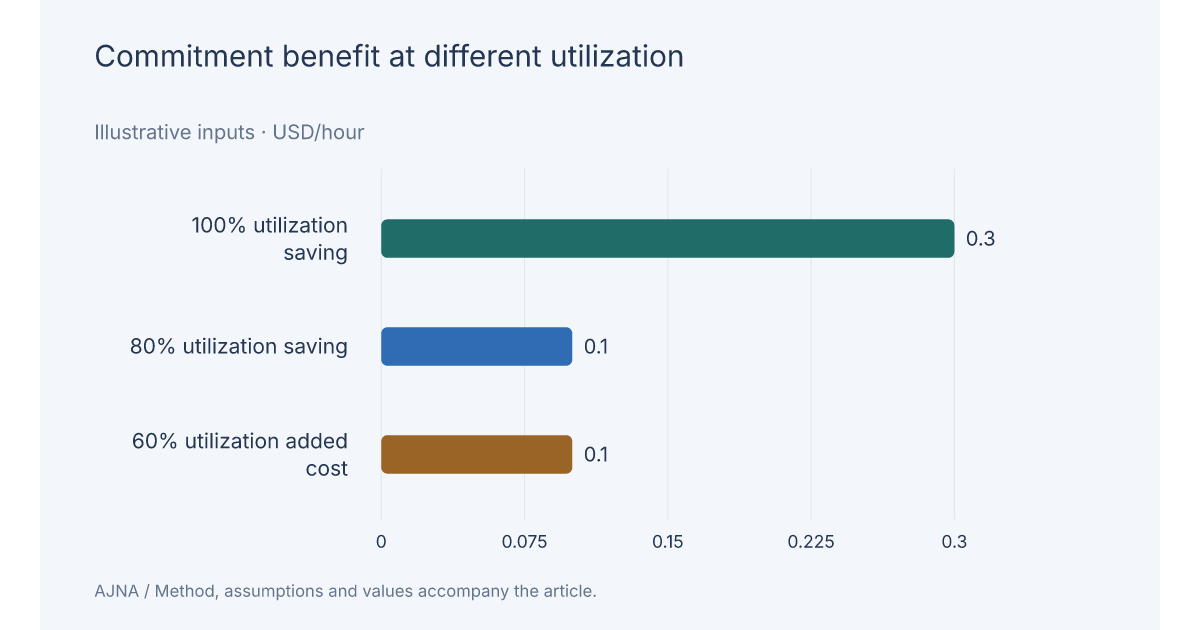 Commitment benefit at different utilization
Illustrative inputs · USD/hour
100% utilization
saving
0.3
80% utilization saving
0.1
60% utilization added
cost
0.1
0
0.075
0.15
0.225
0.3
AJNA / Method, assumptions and values accompany the article.